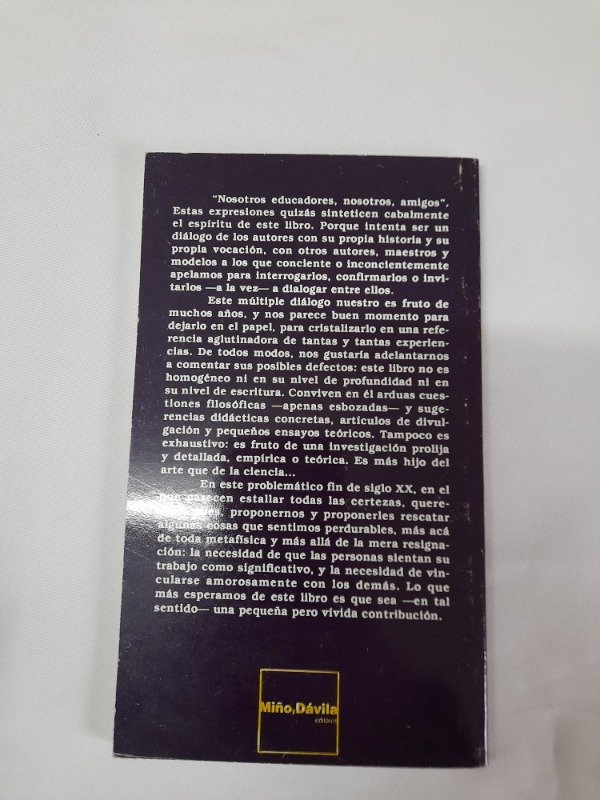 "Nosotros educadores, nosotros, amigos".
Estas expresiones quizás sinteticen cabalmente
el espíritu de este libro. Porque intenta ser un
diálogo de los autores con su propia historia y su
propia vocación, con otros autores, maestros y
modelos a los que conciente o inconcientemente
apelamos para interrogarlos, confirmarlos o invi-
tarlos —a la vez— a dialogar entre ellos.
Este múltiple diálogo nuestro es fruto de
muchos años, y nos parece buen momento para
dejarlo en el papel, para cristalizarlo en una refe-
rencia aglutinadora de tantas y tantas experien-
cias. De todos modos, nos gustaría adelantarnos
a comentar sus posibles defectos: este libro no es
homogéneo ni en su nivel de profundidad ni en
su nivel de escritura. Conviven en él arduas cues-
tiones filosóficas —apenas esbozadas— y suge-
rencias didácticas concretas, artículos de divul-
gación y pequeños ensayos teóricos. Tampoco es
exhaustivo: es fruto de una investigación prolija
y detallada, empírica o teórica. Es más hijo del
arte que de la ciencia...
En este problemático fin de siglo XX, en el
que parecen estallar todas las certezas, quere-
proponernos y proponerles rescatar
algunas cosas que sentimos perdurables, más acá
de toda metafísica y más allá de la mera resigna-
ción: la necesidad de que las personas sientan su
trabajo como significativo, y la necesidad de vin-
cularse amorosamente con los demás. Lo que
más esperamos de este libro es que sea —en tal
sentido— una pequeña pero vívida contribución.
Miño,Dávila
editores